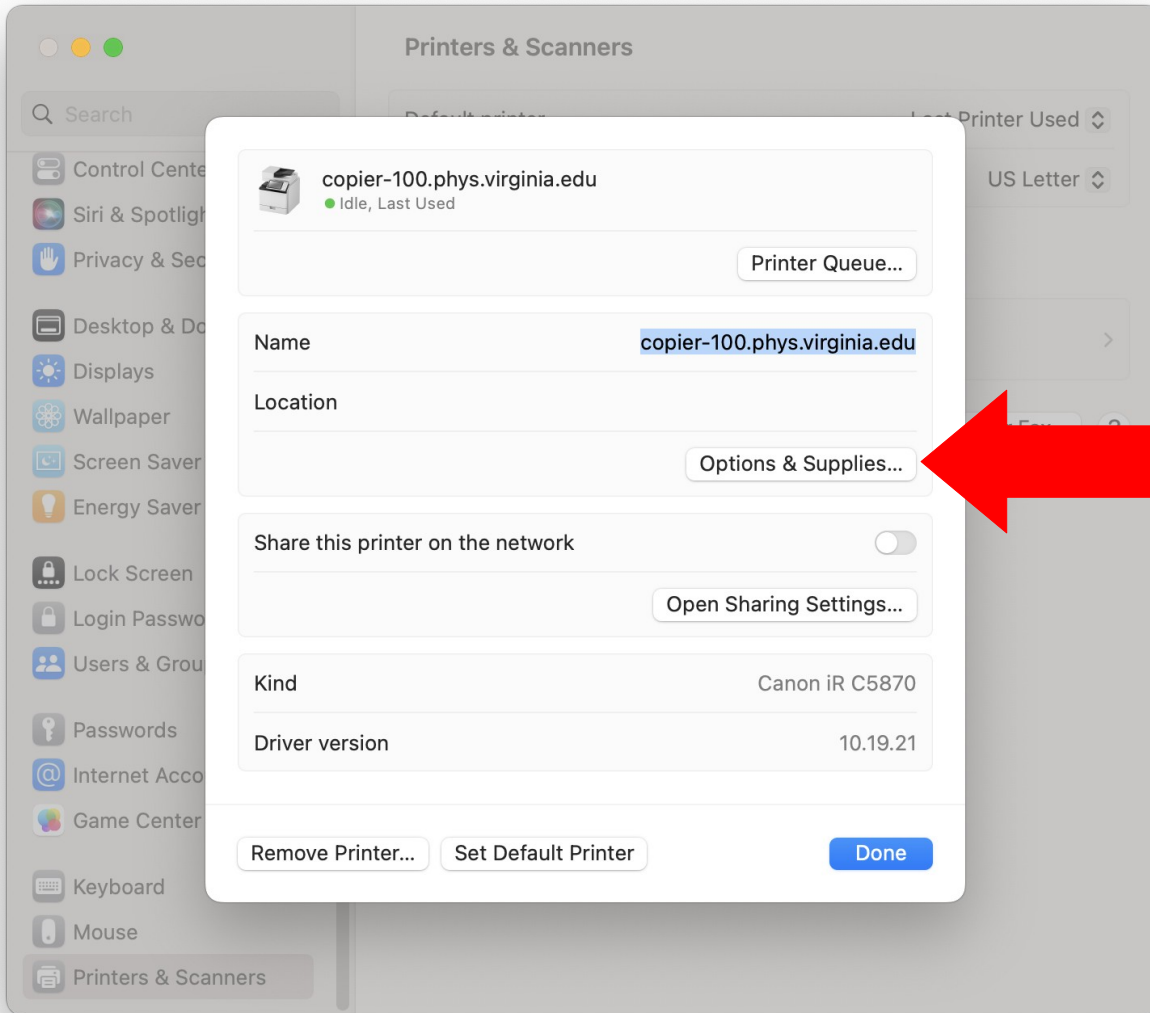 Printers & Scanners
Search
Default printer
Last Printer Used
US Letter
Control Cente
Siri & Spotligh
Privacy & Sec
Desktop & Do
Displays
Wallpaper
Screen Saver
Energy Saver
Lock Screen
Login Passwo
Users & Grou
Passwords
Internet Acco
Game Center
Keyboard
Mouse
Printers & Scanners
copier-100.phys.virginia.edu
Idle, Last Used
Printer Queue...
Name copier-100.phys.virginia.edu
Location
Options & Supplies...
Share this printer on the network
Open Sharing Settings...
Kind Canon iR C5870
Driver version 10.19.21
Remove Printer... Set Default Printer Done